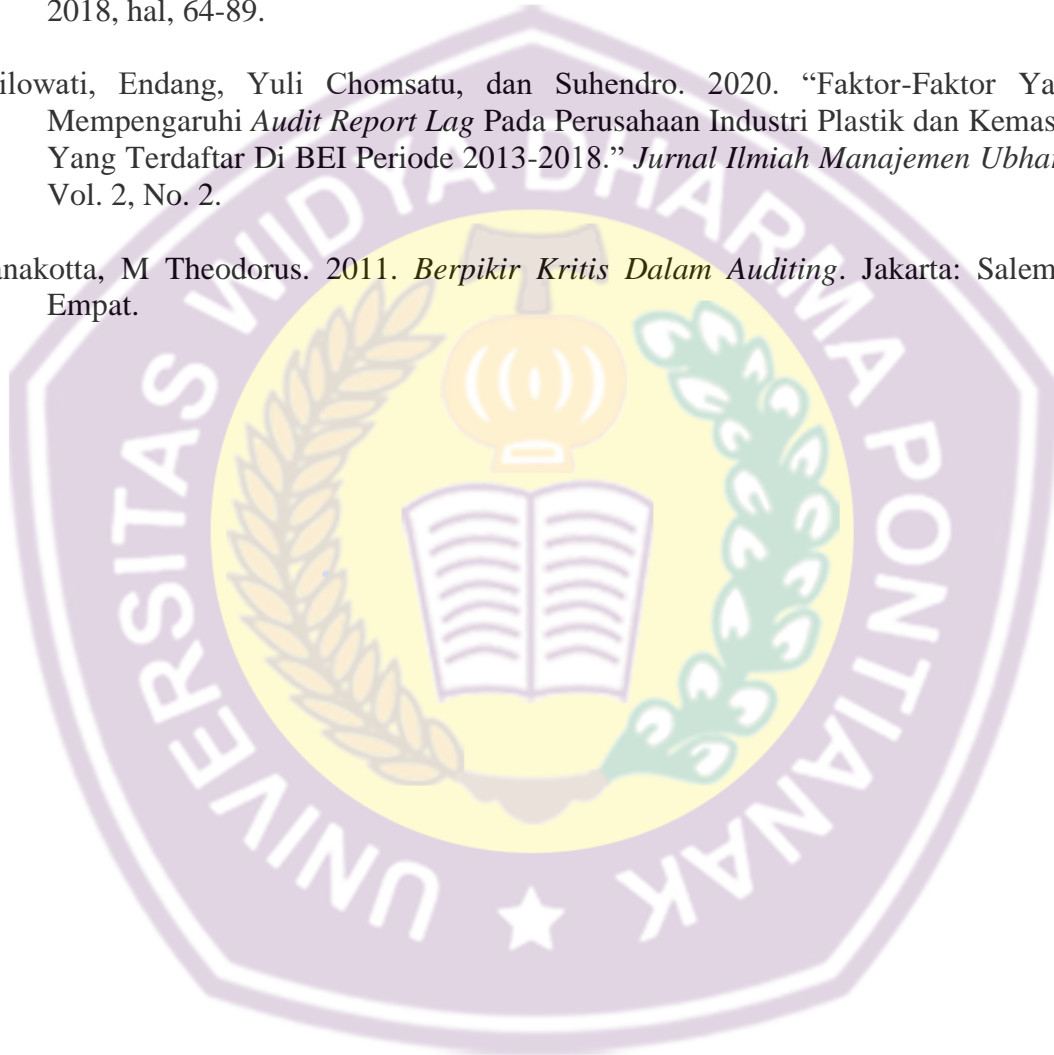 2018, hal, 64-89.
ilowati, Endang, Yuli Chomsatu, dan Suhendro. 2020. “Faktor-Faktor Ya
Mempengaruhi Audit Report Lag Pada Perusahaan Industri Plastik dan Kemas
Yang Terdaftar Di BEI Periode 2013-2018.” Jurnal Ilmiah Manajemen Ubhar
Vol. 2, No. 2.
anakotta, M Theodorus. 2011. Berpikir Kritis Dalam Auditing. Jakarta: Salem
Empat.
UNIVERSITAS WIDYA DHARMA PONTIANAK